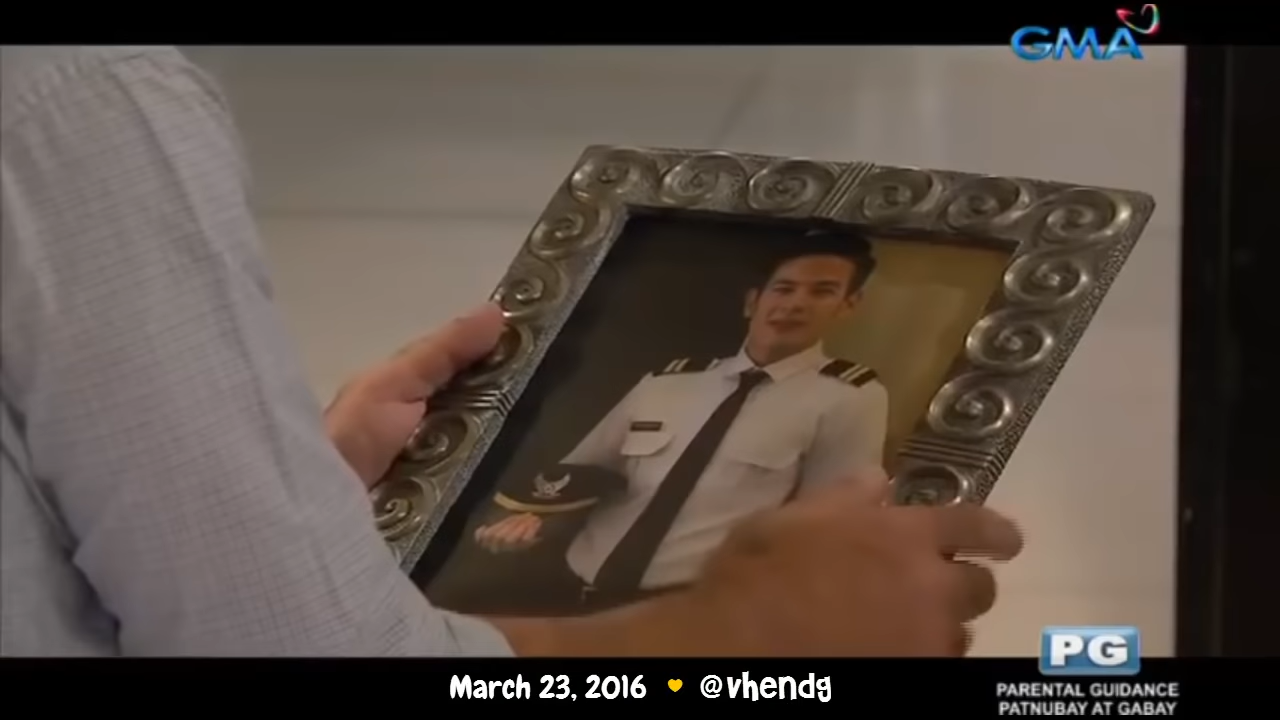 GMA
PG
PARENTAL GUIDANCE
PATNUBAY AT GABAY
March 23, 2016 @vhendg